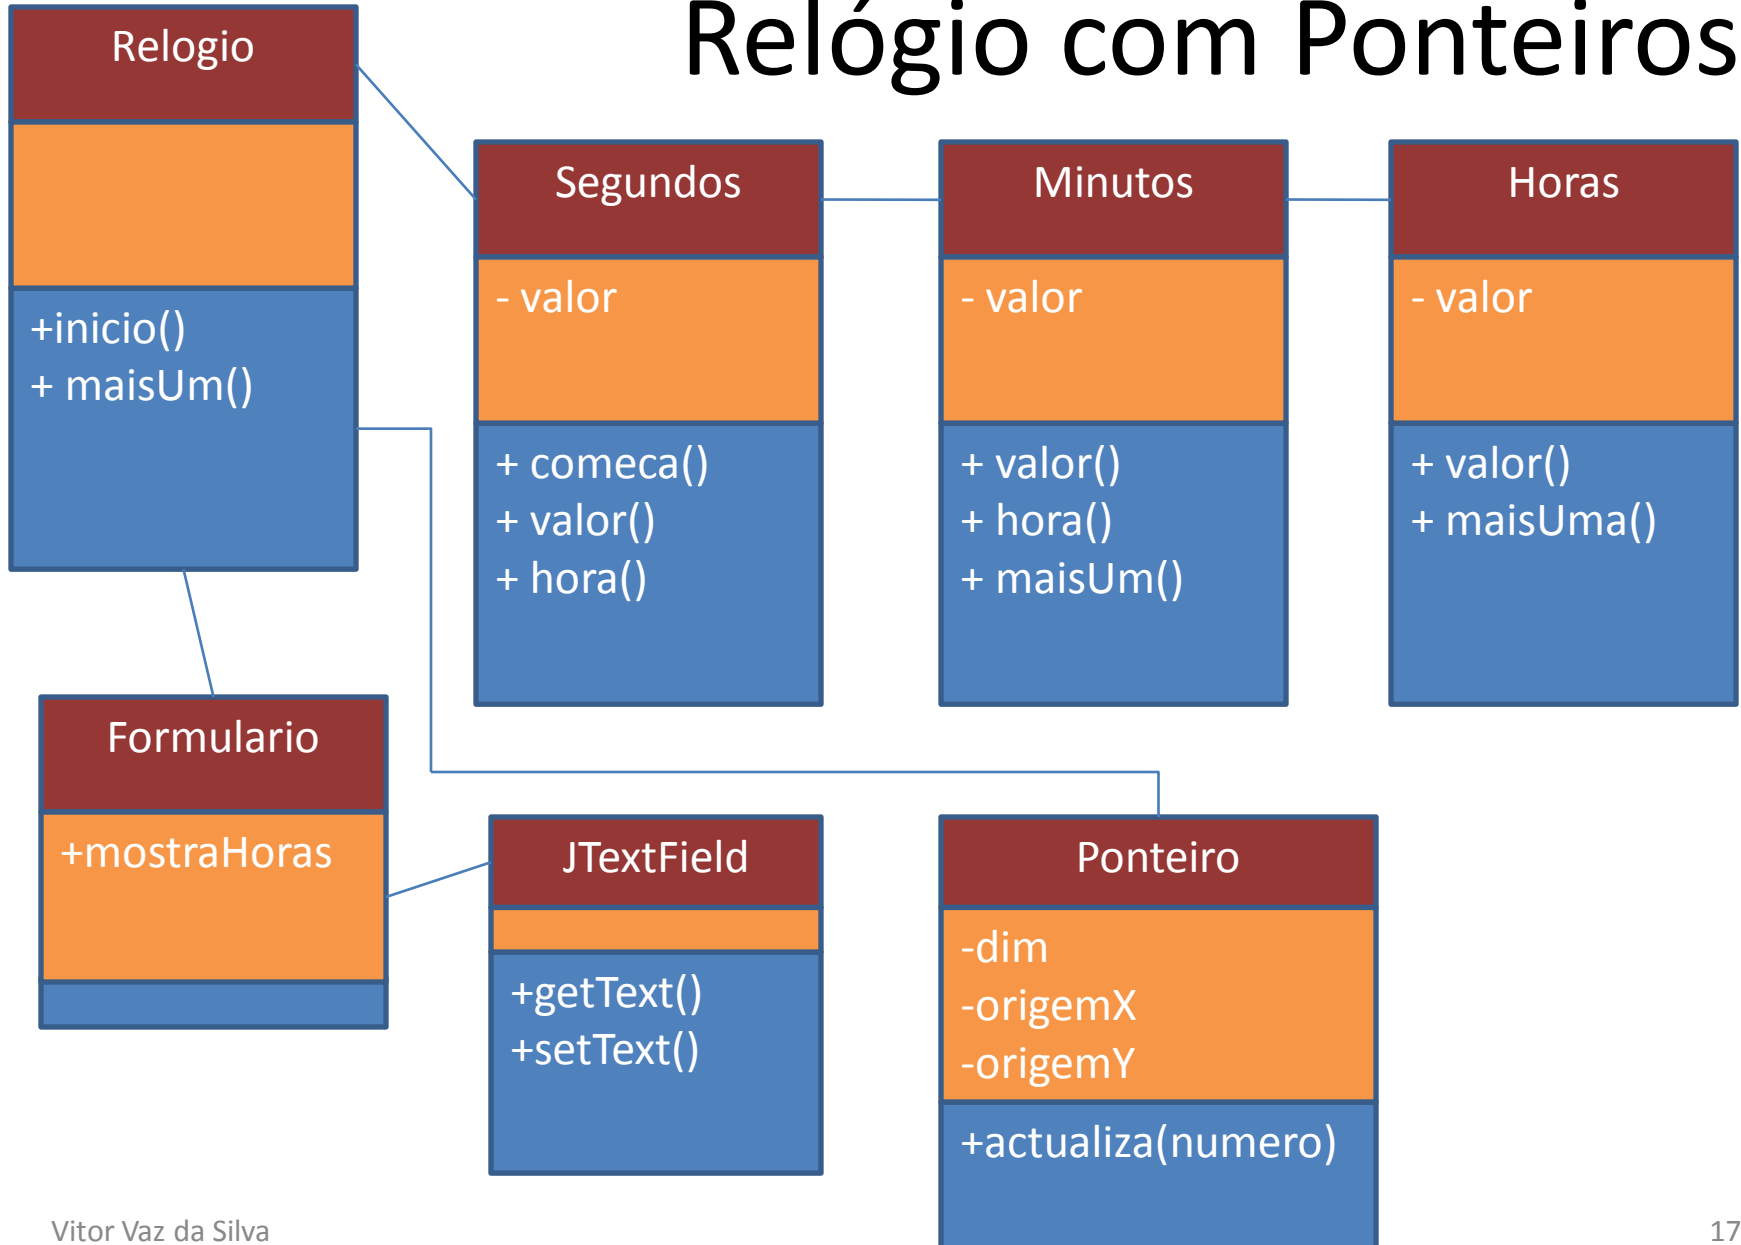 Relógio com Ponteiros
Relogio
+inicio()
+ maisUm()
Segundos
- valor
+ comeca()
+ valor()
+ hora()
Minutos
- valor
+ valor()
+ hora()
+ maisUm()
Horas
- valor
+ valor()
+ maisUma()
Formulario
+mostraHoras
JTextField
+getText()
+setText()
Ponteiro
-dim
-origemX
-origemY
+actualiza(numero)
Vitor Vaz da Silva
17